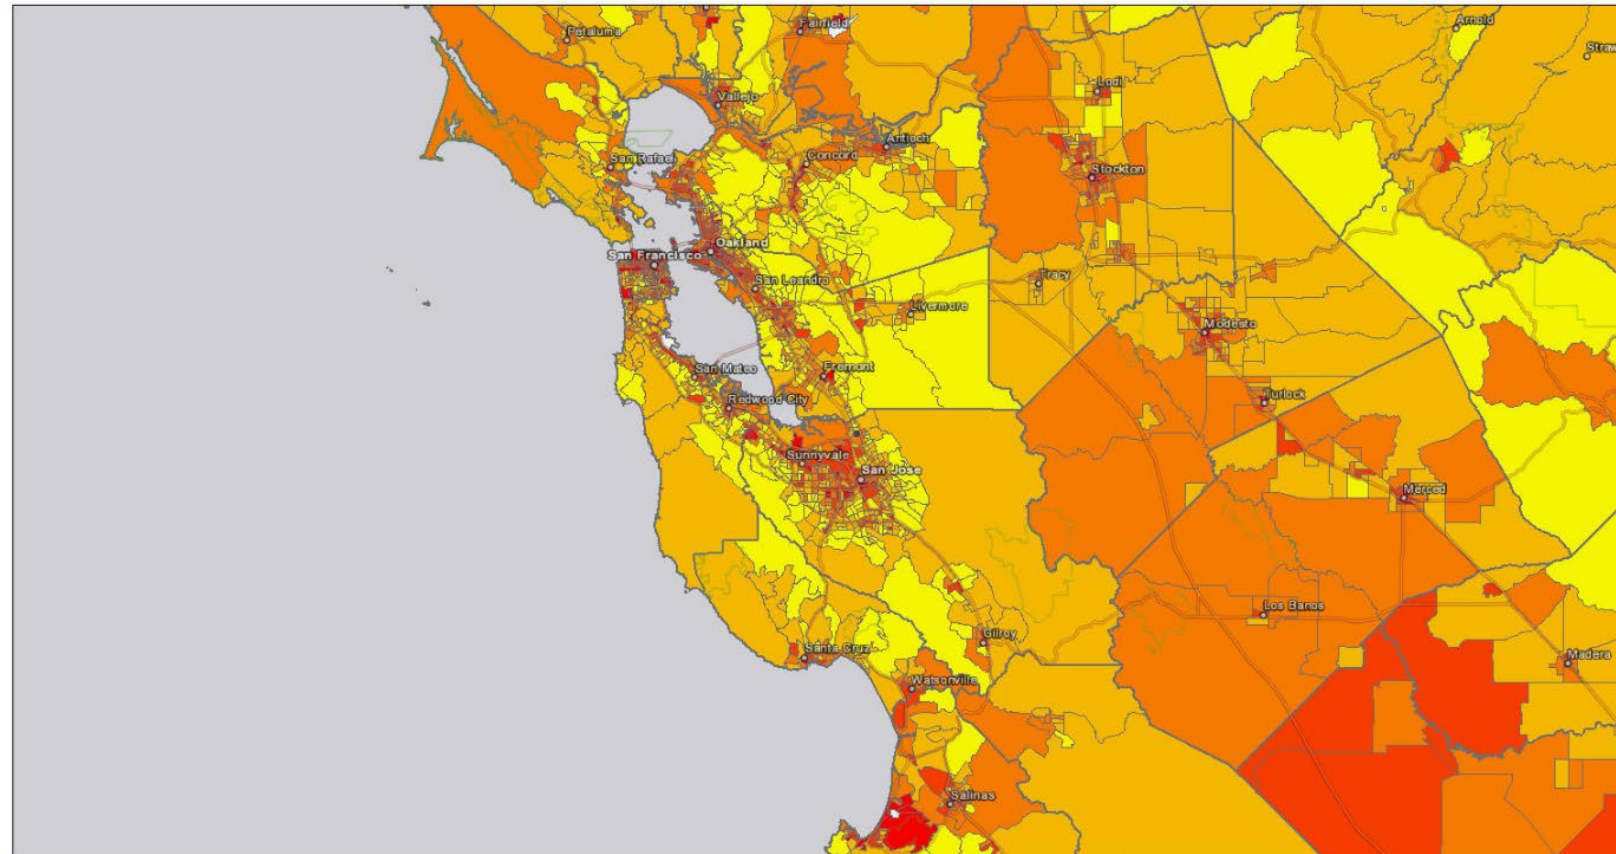 Fairfield
Arnold
Petaluma
Straw
Lodi
Vallejo
Antioch
Concord
San Rafael
Stockton
Oakland
San Francisco
San Leandro
Tracy
Livermore
Modesto
San Mateo
Fremont
Redwood City
Turlock
Sunnyvale
San Jose
Merced
Los Banos
Gilroy
Santa Cruz
Madera
Watsonville
Salinas